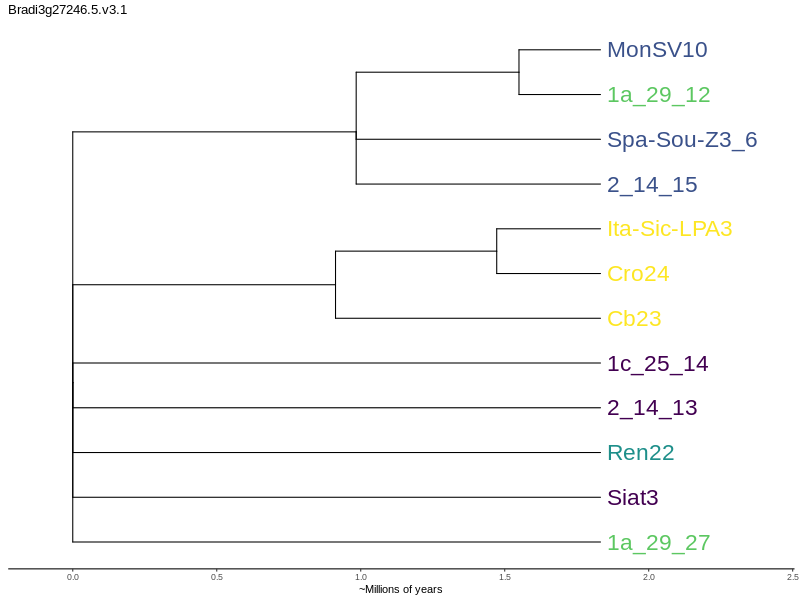 Bradi3g27246.5.v3.1
MonSV10
1a_29_12
Spa-Sou-Z3_6
2_14_15
Ita-Sic-LPA3
Cro24
Cb23
1c_25_14
2_14_13
Ren22
Siat3
1a_29_27
0.0 0.5 1.0 1.5 2.0 2.5
~Millions of years